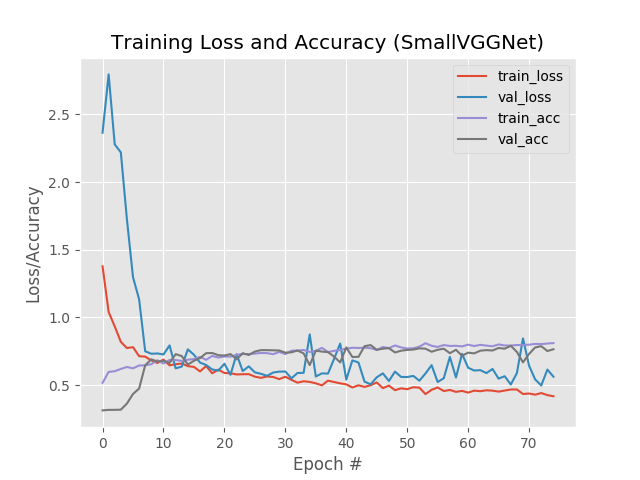 Training Loss and Accuracy (SmallVGGNet)
train_loss
val_loss
train_acc
val_acc
Loss/Accuracy
2.5
2.0
1.5
1.0
0.5
0 10 20 30 40 50 60 70
Epoch #